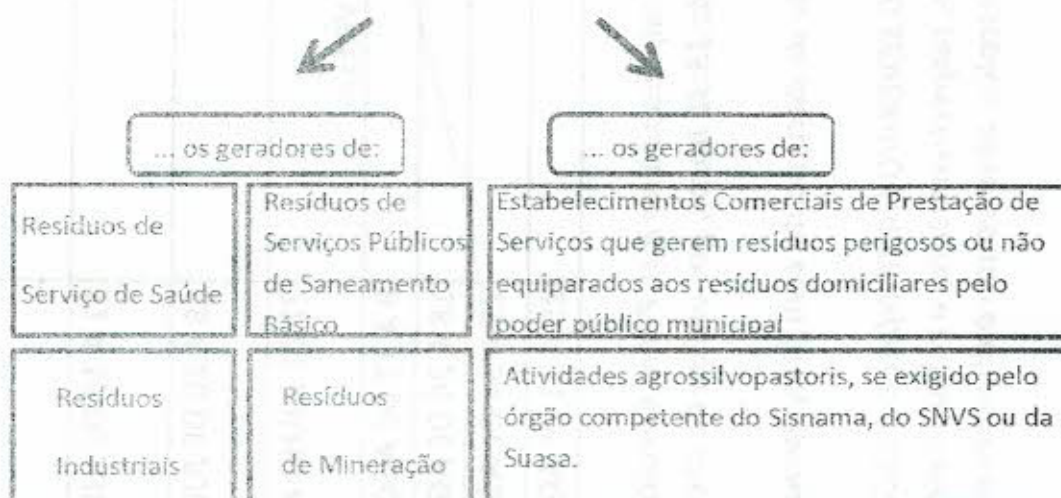 ... os geradores de:
... os geradores de:
Resíduos de
Serviço de Saúde
Resíduos de
Serviços Públicos
de Saneamento
Básico
Estabelecimentos Comerciais de Prestação de
Serviços que gerem resíduos perigosos ou não
equiparados aos resíduos domiciliares pelo
poder público municipal
Resíduos
Industriais
Resíduos
de Mineração
Atividades agrossilvopastoris, se exigido pelo
órgão competente do Sisnama, do SNVS ou da
Suasa.